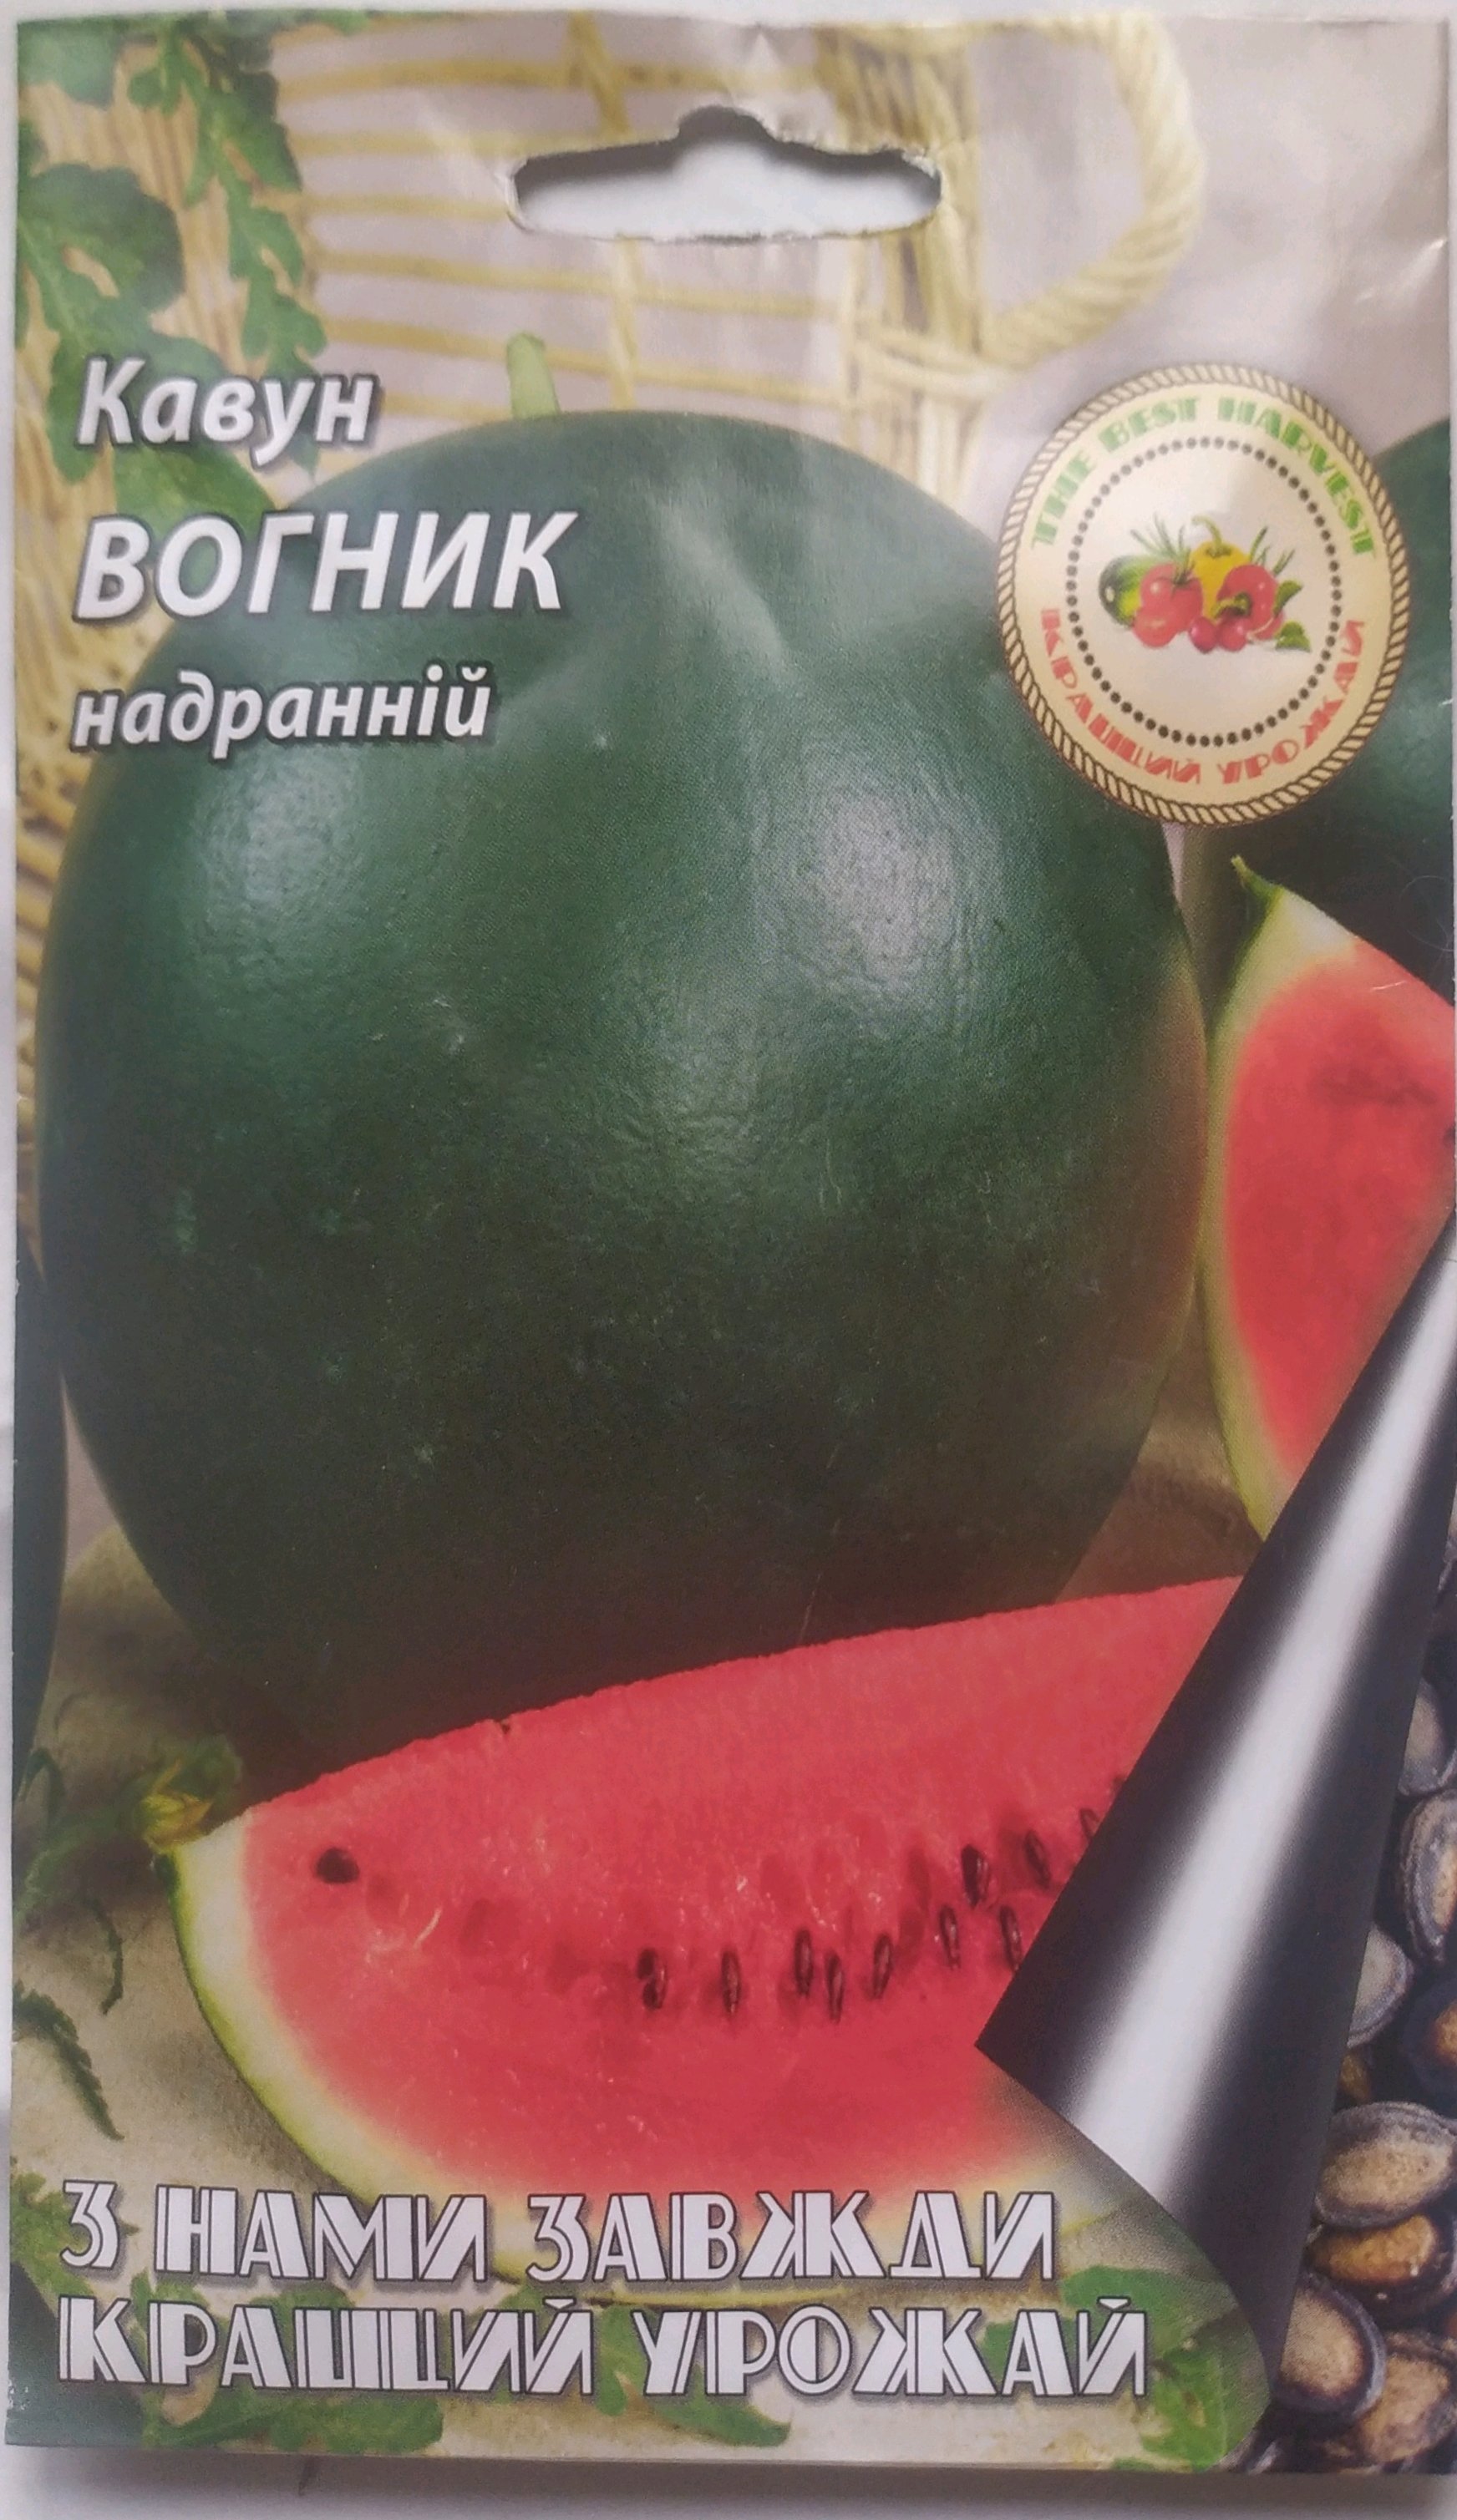 Кавун
ВОГНИК
надранній
THE BEST HARVEST
КРАЩИЙ УРОЖАЙ
З НАМИ ЗАВЖДИ
КРАЩИЙ УРОЖАЙ